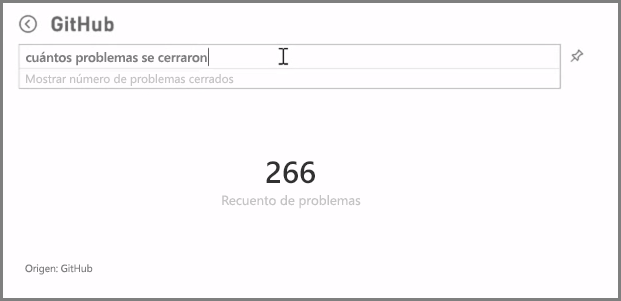 GitHub
cuántos problemas se cerraron
Mostrar número de problemas cerrados
266
Recuento de problemas
Origen: GitHub